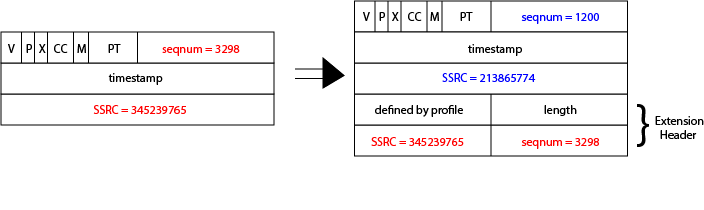 V P X CC M PT seqnum = 3298
timestamp
SSRC = 345239765
V P X CC M PT seqnum = 1200
timestamp
SSRC = 213865774
defined by profile length
SSRC = 345239765 seqnum = 3298
Extension
Header